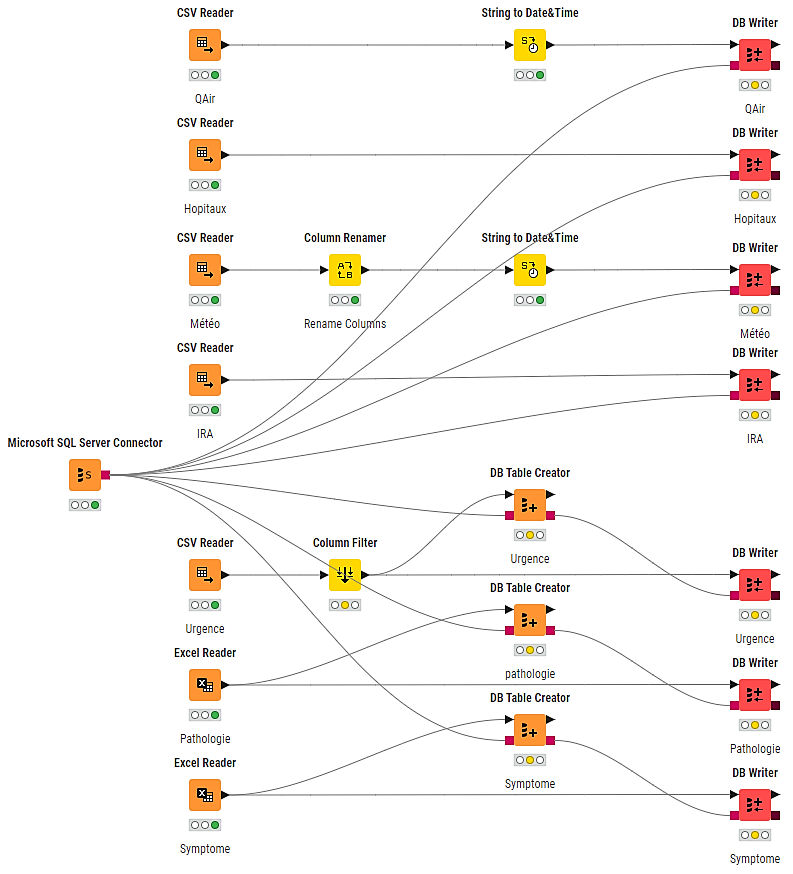 CSV Reader
String to Date&Time
DB Writer
QAir
QAir
CSV Reader
DB Writer
Hopitaux
Hopitaux
CSV Reader
Column Renamer
String to Date&Time
DB Writer
Météo
Rename Columns
Météo
CSV Reader
DB Writer
IRA
IRA
Microsoft SQL Server Connector
DB Table Creator
Urgence
CSV Reader
Column Filter
DB Writer
Urgence
Urgence
DB Table Creator
pathologie
Excel Reader
DB Writer
Pathologie
Pathologie
DB Table Creator
Symptome
Excel Reader
DB Writer
Symptome
Symptome